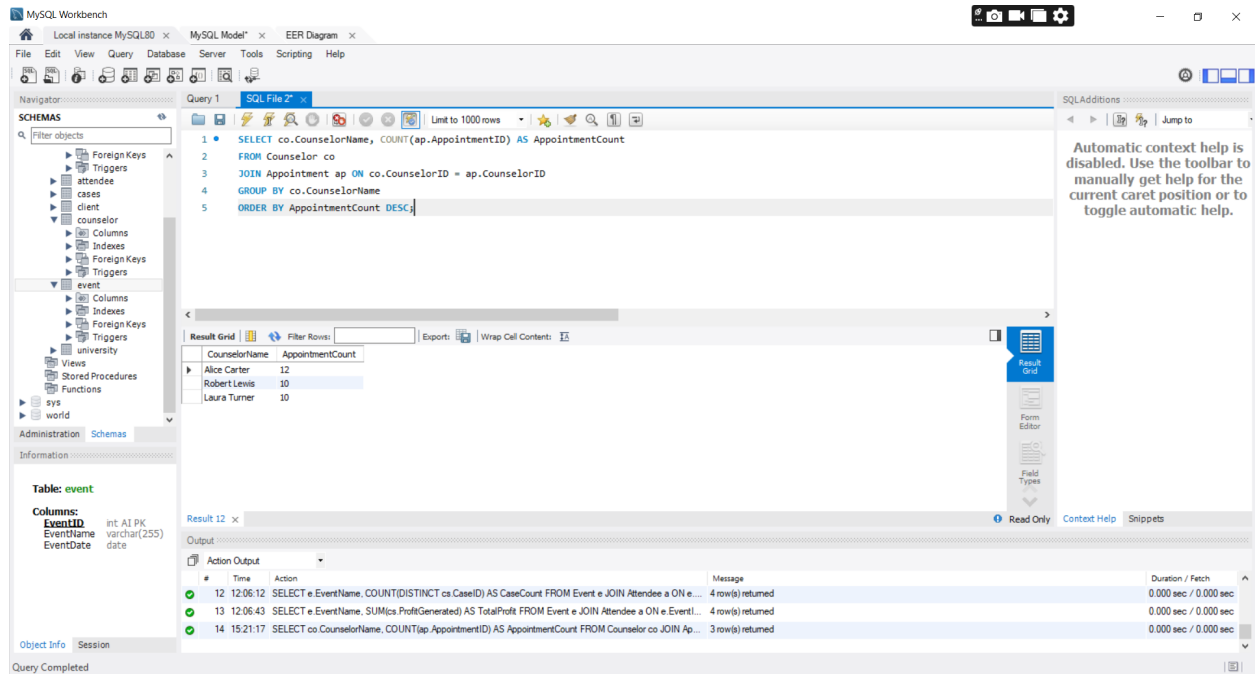 MySQL Workbench
Local instance MySQL80 × MySQL Model* × EER Diagram ×
File Edit View Query Database Server Tools Scripting Help
Navigator
SCHEMAS
Filter objects
Foreign Keys
Triggers
attendee
cases
client
counselor
Columns
Indexes
Foreign Keys
Triggers
event
Columns
Indexes
Foreign Keys
Triggers
university
Views
Stored Procedures
Functions
sys
world
Administration Schemas
Information
Table: event
Columns:
EventID int AI PK
EventName varchar(255)
EventDate date
Object Info Session
Query 1 SQL File 2* ×
Limit to 1000 rows
1 SELECT co.CounselorName, COUNT(ap.AppointmentID) AS AppointmentCount
2 FROM Counselor co
3 JOIN Appointment ap ON co.CounselorID = ap.CounselorID
4 GROUP BY co.CounselorName
5 ORDER BY AppointmentCount DESC;
Result Grid Filter Rows: Export: Wrap Cell Content:
CounselorName AppointmentCount
Alice Carter 12
Robert Lewis 10
Laura Turner 10
Result Grid
Form Editor
Field Types
Result 12 × Read Only
SQLAdditions
Jump to
Automatic context help is
disabled. Use the toolbar to
manually get help for the
current caret position or to
toggle automatic help.
Context Help Snippets
Output
Action Output
# Time Action Message Duration / Fetch
12 12:06:12 SELECT e.EventName, COUNT(DISTINCT cs.CaseID) AS CaseCount FROM Event e JOIN Attendee a ON e.... 4 row(s) returned 0.000 sec / 0.000 sec
13 12:06:43 SELECT e.EventName, SUM(cs.ProfitGenerated) AS TotalProfit FROM Event e JOIN Attendee a ON e.EventI... 4 row(s) returned 0.000 sec / 0.000 sec
14 15:21:17 SELECT co.CounselorName, COUNT(ap.AppointmentID) AS AppointmentCount FROM Counselor co JOIN Ap... 3 row(s) returned 0.000 sec / 0.000 sec
Query Completed